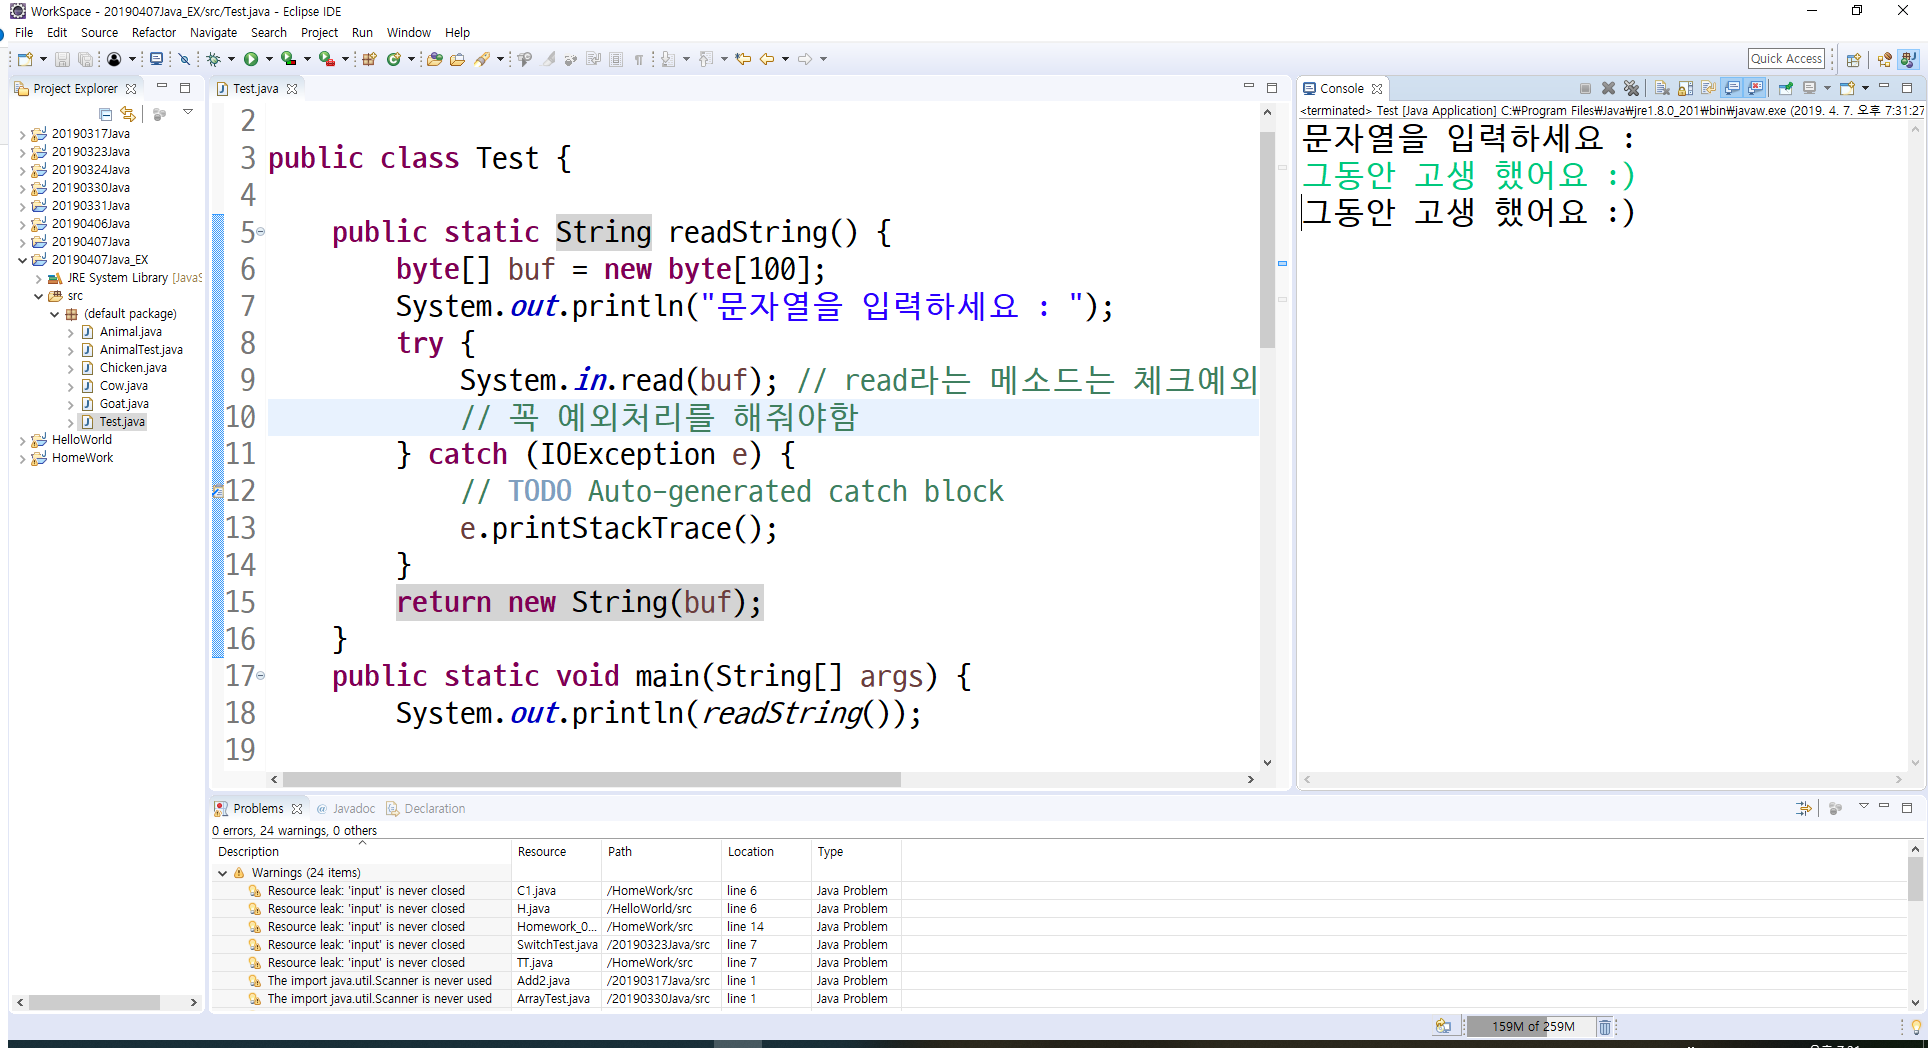 WorkSpace - 20190407Java_EX/src/Test.java - Eclipse IDE
File Edit Source Refactor Navigate Search Project Run Window Help
Quick Access
Project Explorer
20190317Java
20190323Java
20190324Java
20190330Java
20190331Java
20190406Java
20190407Java
20190407Java_EX
JRE System Library [JavaS
src
(default package)
Animal.java
AnimalTest.java
Chicken.java
Cow.java
Goat.java
Test.java
HelloWorld
HomeWork
Test.java
2
3 public class Test {
4
5 public static String readString() {
6 byte[] buf = new byte[100];
7 System.out.println("문자열을 입력하세요 : ");
8 try {
9 System.in.read(buf); // read라는 메소드는 체크예외
10 // 꼭 예외처리를 해줘야함
11 } catch (IOException e) {
12 // TODO Auto-generated catch block
13 e.printStackTrace();
14 }
15 return new String(buf);
16 }
17 public static void main(String[] args) {
18 System.out.println(readString());
19
Console
<terminated> Test [Java Application] C:₩Program Files₩Java₩jre1.8.0_201₩bin₩javaw.exe (2019. 4. 7. 오후 7:31:27
문자열을 입력하세요 :
그동안 고생 했어요 :)
그동안 고생 했어요 :)
Problems Javadoc Declaration
0 errors, 24 warnings, 0 others
Description Resource Path Location Type
Warnings (24 items)
Resource leak: 'input' is never closed C1.java /HomeWork/src line 6 Java Problem
Resource leak: 'input' is never closed H.java /HelloWorld/src line 6 Java Problem
Resource leak: 'input' is never closed Homework_0... /HomeWork/src line 14 Java Problem
Resource leak: 'input' is never closed SwitchTest.java /20190323Java/src line 7 Java Problem
Resource leak: 'input' is never closed TT.java /HomeWork/src line 7 Java Problem
The import java.util.Scanner is never used Add2.java /20190317Java/src line 1 Java Problem
The import java.util.Scanner is never used ArrayTest.java /20190330Java/src line 1 Java Problem
159M of 259M